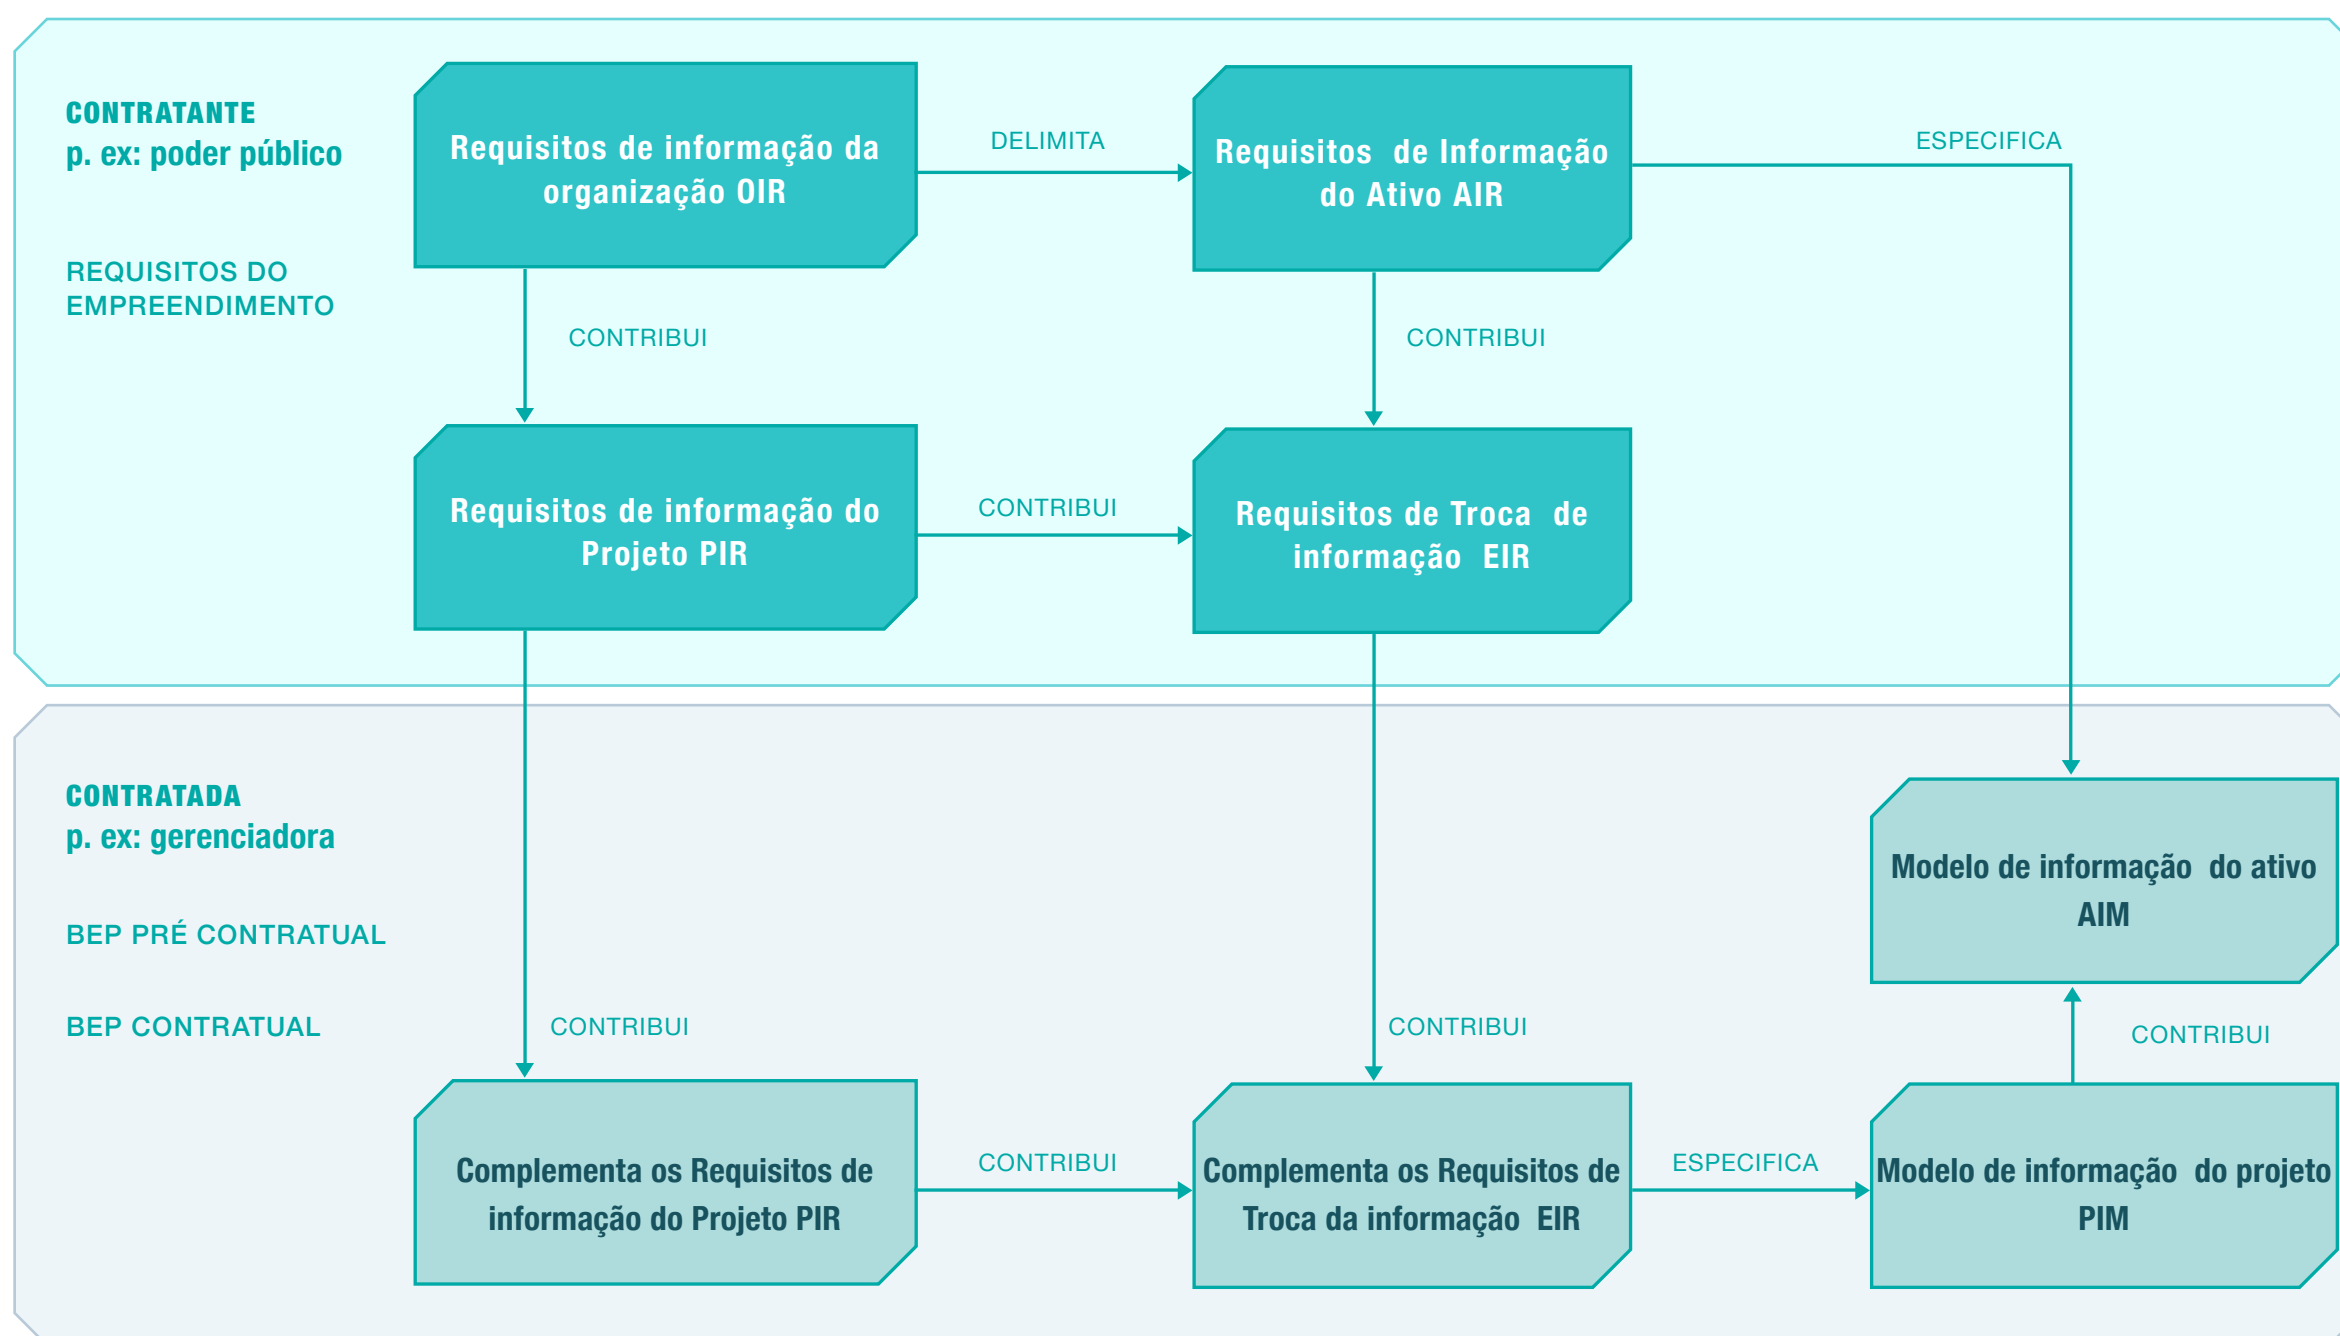 CONTRATANTE
p. ex: poder público
REQUISITOS DO
EMPREENDIMENTO
Requisitos de informação da
organização OIR
DELIMITA
Requisitos de Informação
do Ativo AIR
ESPECIFICA
CONTRIBUI
CONTRIBUI
Requisitos de informação do
Projeto PIR
CONTRIBUI
Requisitos de Troca de
informação EIR
CONTRATADA
p. ex: gerenciadora
BEP PRÉ CONTRATUAL
BEP CONTRATUAL
Modelo de informação do ativo
AIM
CONTRIBUI
CONTRIBUI
CONTRIBUI
Complementa os Requisitos de
informação do Projeto PIR
CONTRIBUI
Complementa os Requisitos de
Troca da informação EIR
ESPECIFICA
Modelo de informação do projeto
PIM